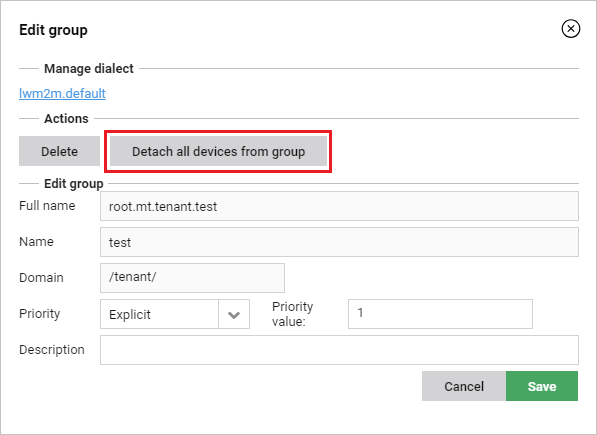 Edit group
Manage dialect
lwm2m.default
Actions
Delete Detach all devices from group
Edit group
Full name root.mt.tenant.test
Name test
Domain /tenant/
Priority Explicit Priority value: 1
Description
Cancel Save